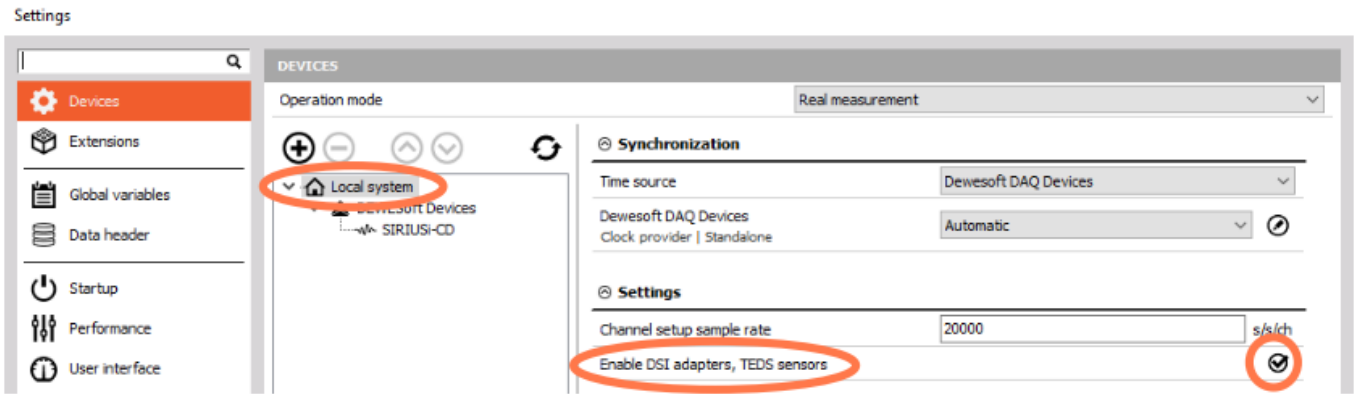 Settings
Devices
Extensions
Global variables
Data header
Startup
Performance
User interface
DEVICES
Operation mode
Real measurement
Local system
DEWESoft Devices
SIRIUSi-CD
Synchronization
Time source
Dewesoft DAQ Devices
Dewesoft DAQ Devices
Clock provider | Standalone
Automatic
Settings
Channel setup sample rate
20000
s/s/ch
Enable DSI adapters, TEDS sensors